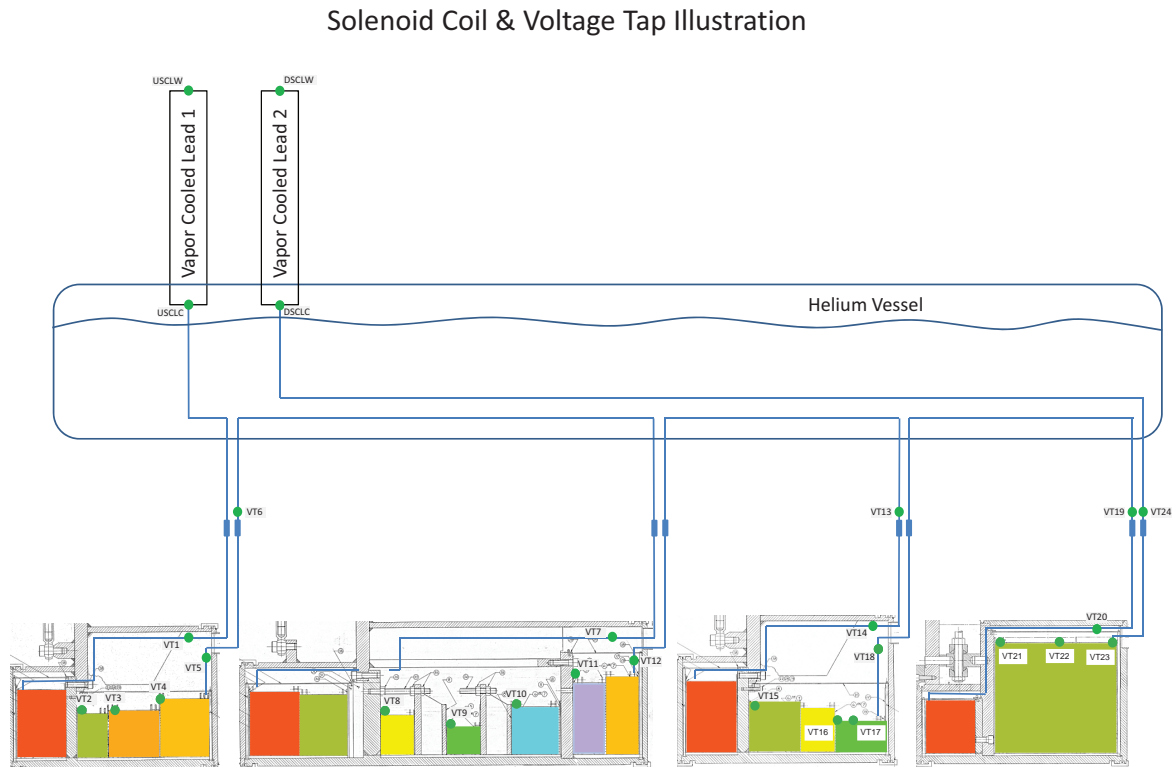 Solenoid Coil & Voltage Tap Illustration
USCLW
DSCLW
Vapor Cooled Lead 1
Vapor Cooled Lead 2
USCLC
DSCLC
Helium Vessel
VT6
VT13
VT19
VT24
VT1
VT5
VT2
VT3
VT4
VT7
VT12
VT11
VT8
VT9
VT10
VT14
VT18
VT15
VT16
VT17
VT20
VT21
VT22
VT23